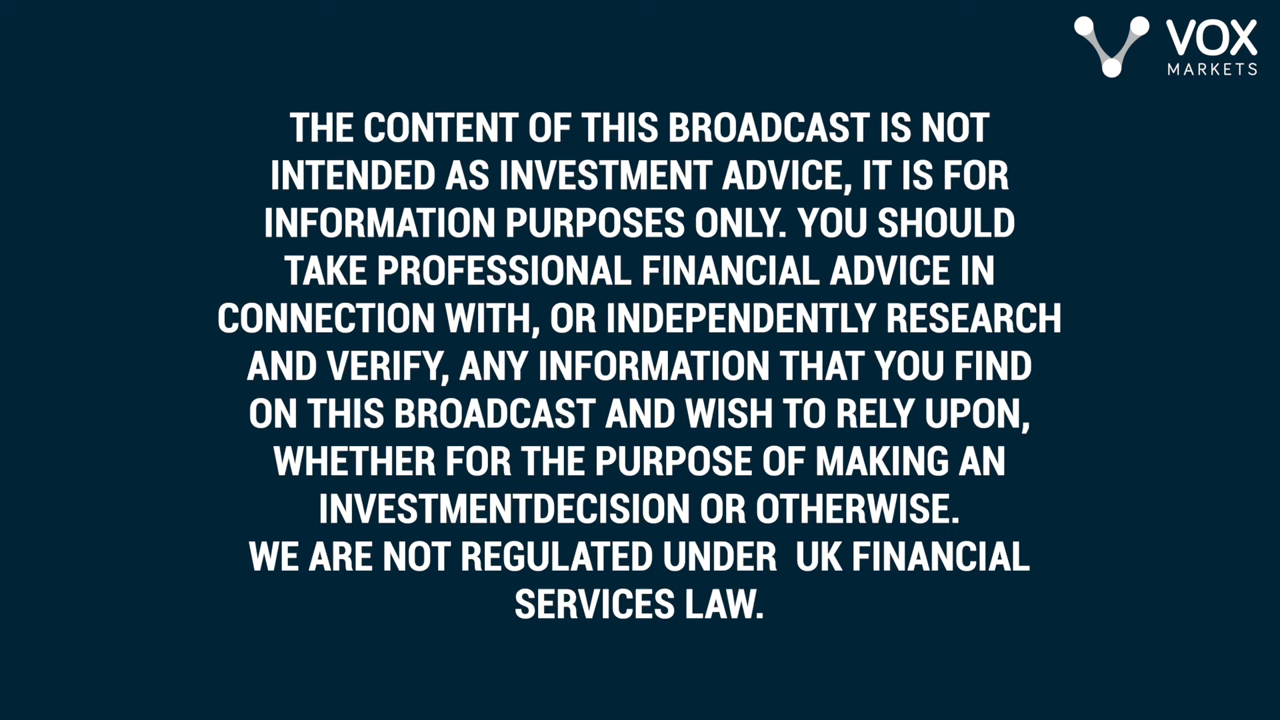 VOX
MARKETS
THE CONTENT OF THIS BROADCAST IS NOT
INTENDED AS INVESTMENT ADVICE, IT IS FOR
INFORMATION PURPOSES ONLY. YOU SHOULD
TAKE PROFESSIONAL FINANCIAL ADVICE IN
CONNECTION WITH, OR INDEPENDENTLY RESEARCH
AND VERIFY, ANY INFORMATION THAT YOU FIND
ON THIS BROADCAST AND WISH TO RELY UPON,
WHETHER FOR THE PURPOSE OF MAKING AN
INVESTMENTDECISION OR OTHERWISE.
WE ARE NOT REGULATED UNDER  UK FINANCIAL
SERVICES LAW.